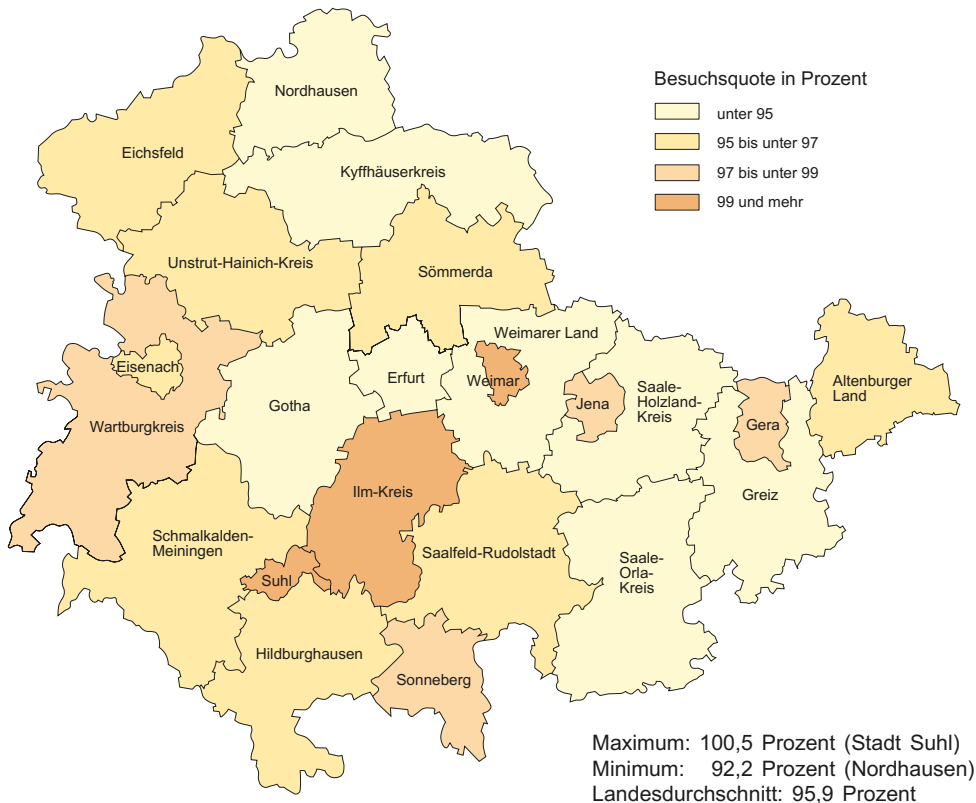 Besuchsquote in Prozent
unter 95
95 bis unter 97
97 bis unter 99
99 und mehr
Nordhausen
Eichsfeld
Kyffhäuserkreis
Unstrut-Hainich-Kreis
Sömmerda
Weimarer Land
Eisenach
Erfurt
Weimar
Altenburger
Land
Saale-
Holzland-
Kreis
Gotha
Jena
Wartburgkreis
Gera
Ilm-Kreis
Greiz
Schmalkalden-
Meiningen
Saalfeld-Rudolstadt
Saale-
Orla-
Kreis
Suhl
Hildburghausen
Sonneberg
Maximum: 100,5 Prozent (Stadt Suhl)
Minimum: 92,2 Prozent (Nordhausen)
Landesdurchschnitt: 95,9 Prozent